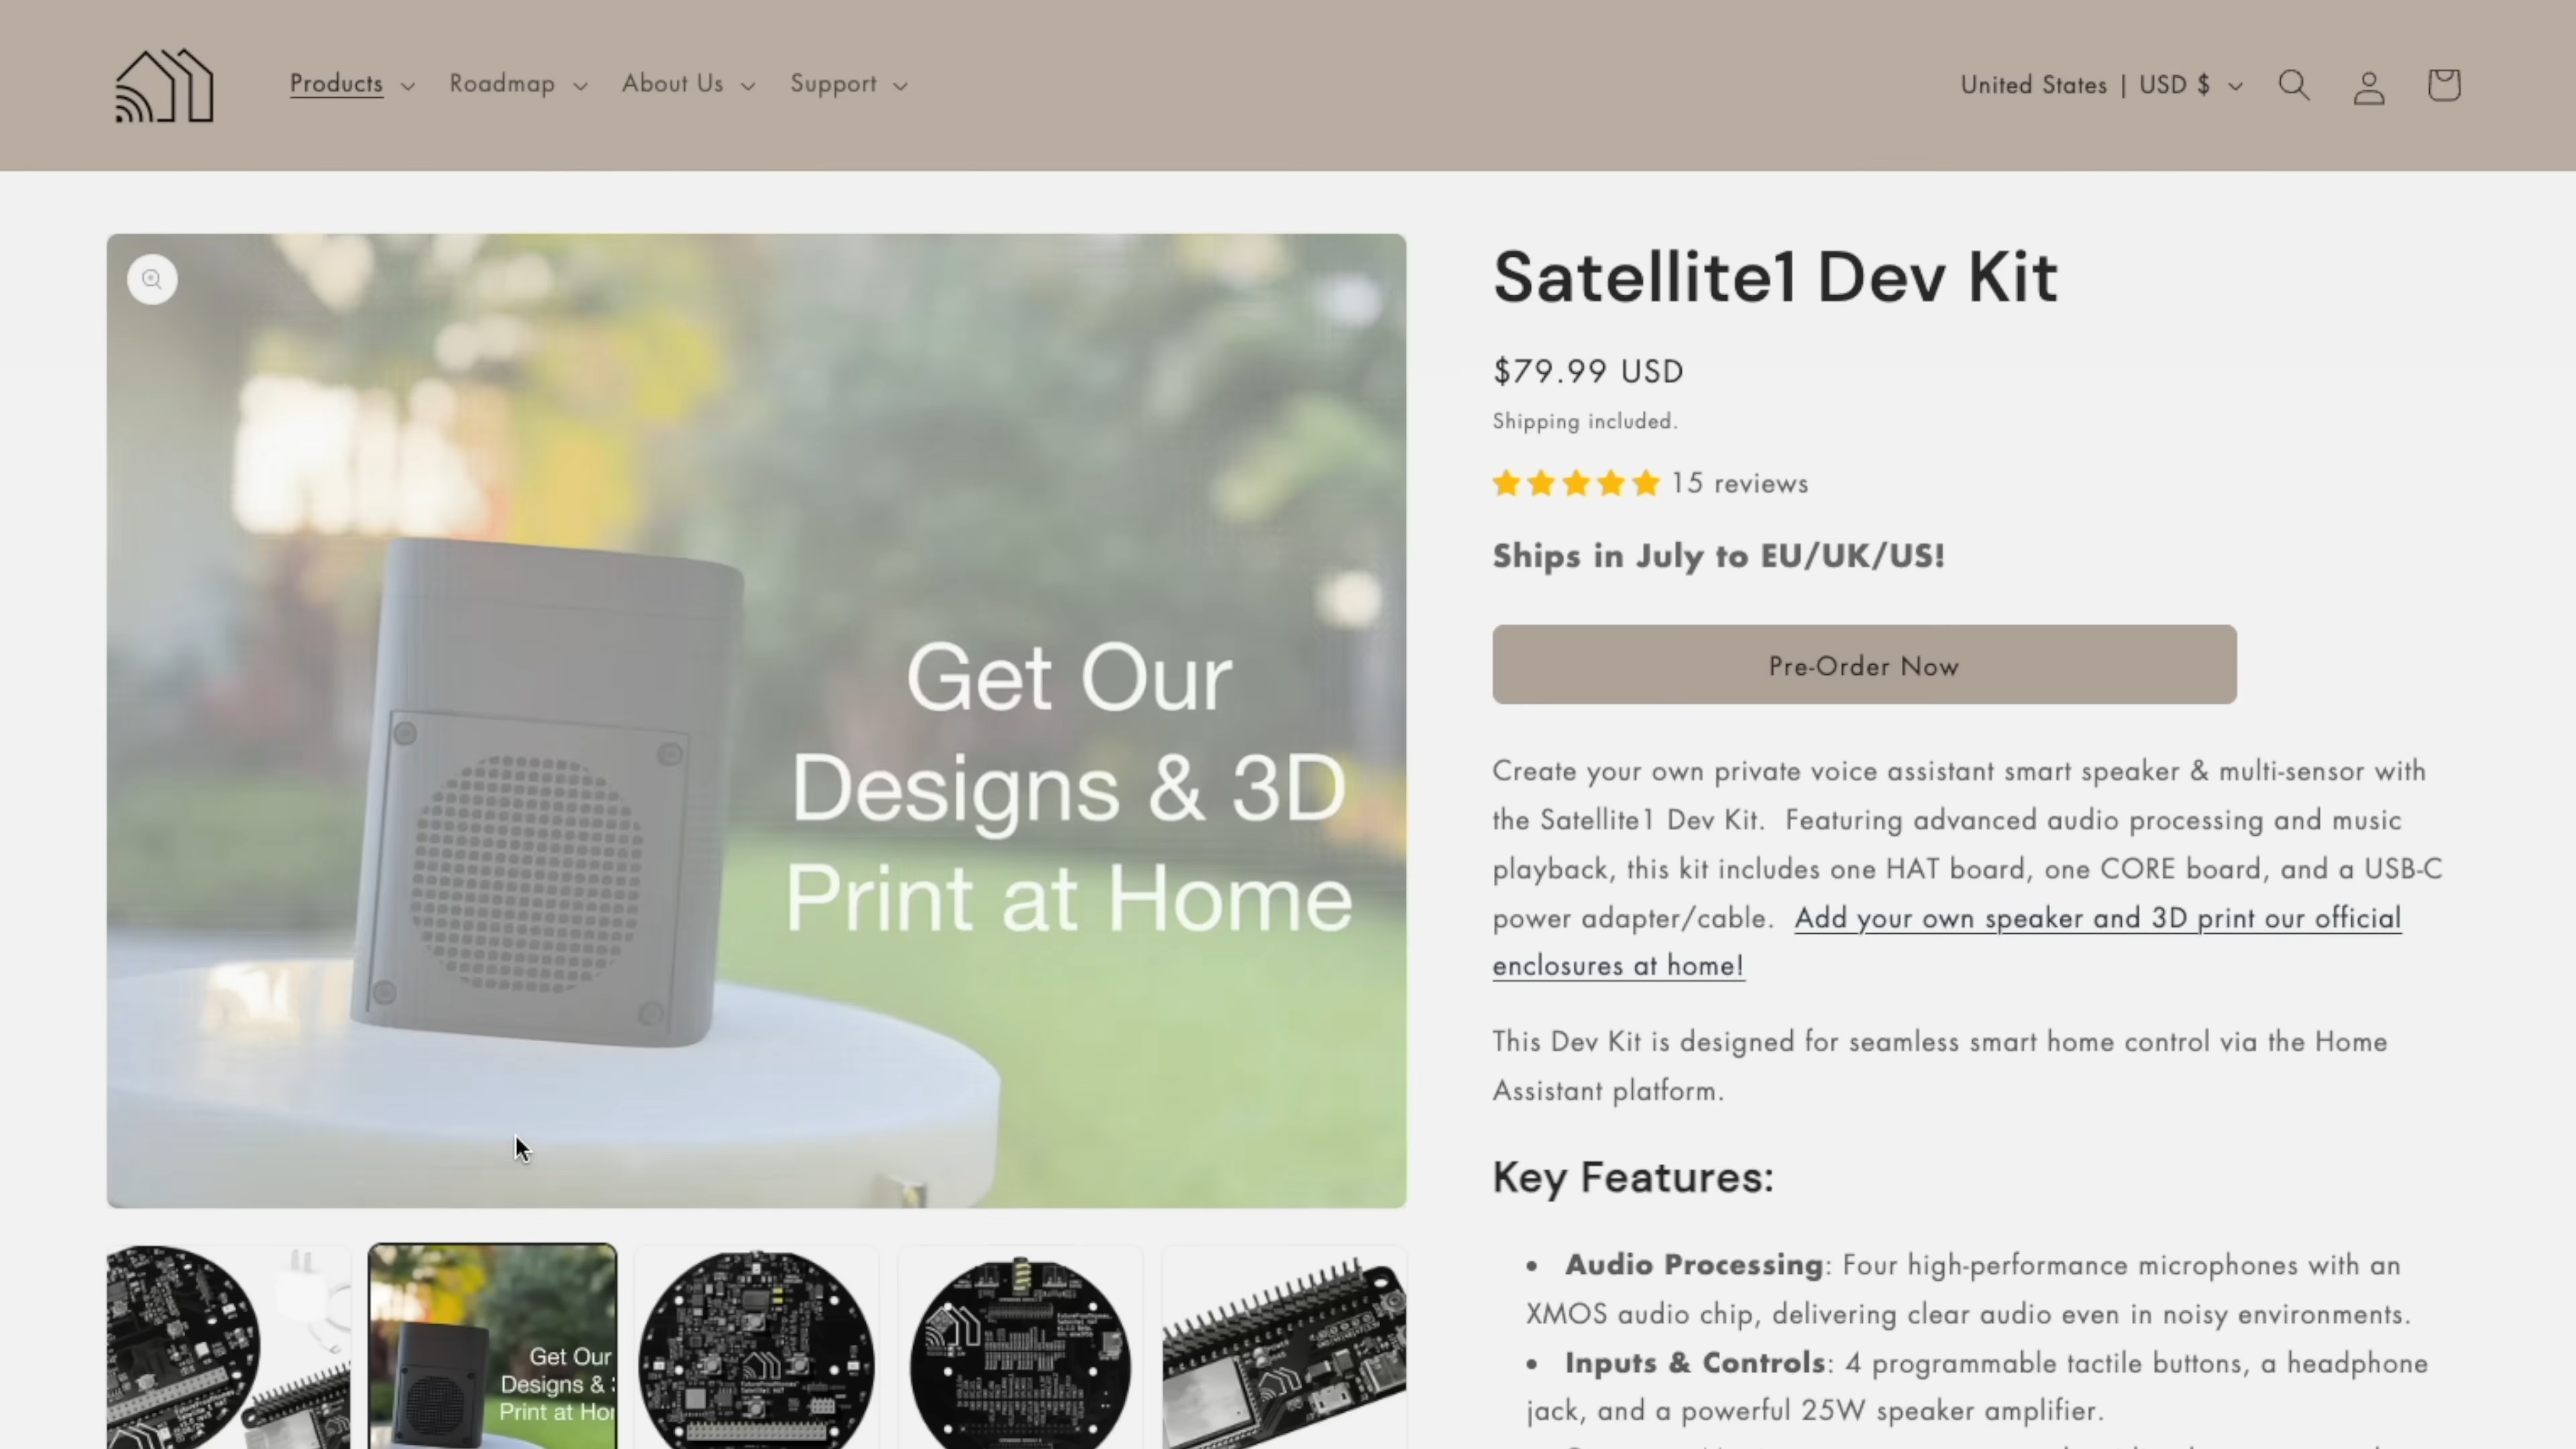 Products
Roadmap
About Us
Support
United States | USD $
Get Our
Designs & 3D
Print at Home
Satellite1 Dev Kit
$79.99 USD
Shipping included.
15 reviews
Ships in July to EU/UK/US!
Pre-Order Now
Create your own private voice assistant smart speaker & multi-sensor with
the Satellite1 Dev Kit.  Featuring advanced audio processing and music
playback, this kit includes one HAT board, one CORE board, and a USB-C
power adapter/cable.  Add your own speaker and 3D print our official
enclosures at home!
This Dev Kit is designed for seamless smart home control via the Home
Assistant platform.
Key Features:
• Audio Processing: Four high-performance microphones with an
XMOS audio chip, delivering clear audio even in noisy environments.
• Inputs & Controls: 4 programmable tactile buttons, a headphone
jack, and a powerful 25W speaker amplifier.
Get Our
Designs &
Print at Hor